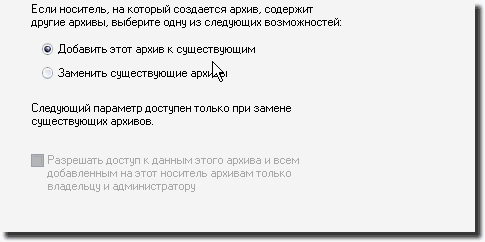 Если носитель, на который создается архив, содержит
другие архивы, выберите одну из следующих возможностей:
Добавить этот архив к существующим
Заменить существующие архивы
Следующий параметр доступен только при замене
существующих архивов.
Разрешать доступ к данным этого архива и всем
добавленным на этот носитель архивам только
владельцу и администратору